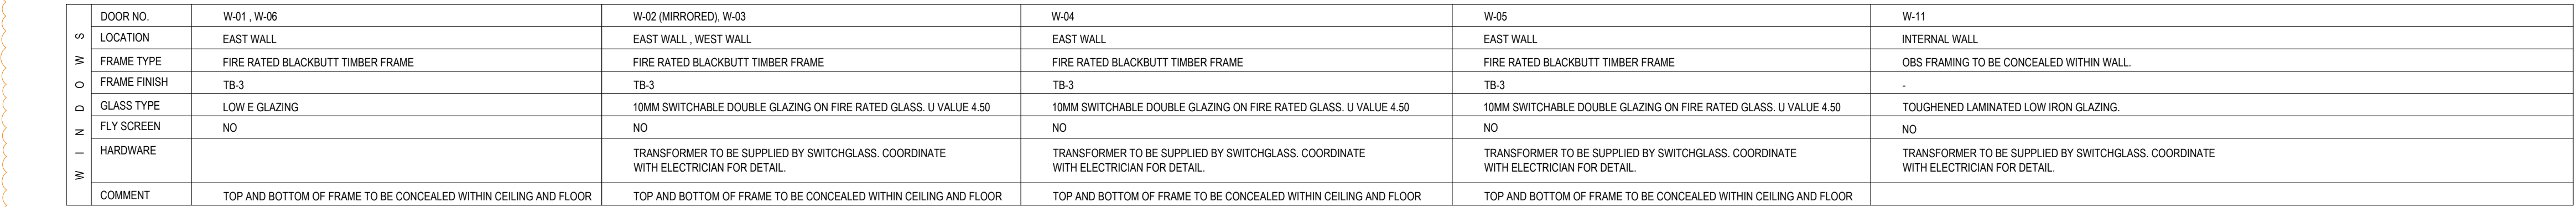 WINDOWS
DOOR NO. W-01 , W-06 W-02 (MIRRORED), W-03 W-04 W-05 W-11
LOCATION EAST WALL EAST WALL , WEST WALL EAST WALL EAST WALL INTERNAL WALL
FRAME TYPE FIRE RATED BLACKBUTT TIMBER FRAME FIRE RATED BLACKBUTT TIMBER FRAME FIRE RATED BLACKBUTT TIMBER FRAME FIRE RATED BLACKBUTT TIMBER FRAME OBS FRAMING TO BE CONCEALED WITHIN WALL.
FRAME FINISH TB-3 TB-3 TB-3 TB-3 -
GLASS TYPE LOW E GLAZING 10MM SWITCHABLE DOUBLE GLAZING ON FIRE RATED GLASS. U VALUE 4.50 10MM SWITCHABLE DOUBLE GLAZING ON FIRE RATED GLASS. U VALUE 4.50 10MM SWITCHABLE DOUBLE GLAZING ON FIRE RATED GLASS. U VALUE 4.50 TOUGHENED LAMINATED LOW IRON GLAZING.
FLY SCREEN NO NO NO NO NO
HARDWARE TRANSFORMER TO BE SUPPLIED BY SWITCHGLASS. COORDINATE TRANSFORMER TO BE SUPPLIED BY SWITCHGLASS. COORDINATE TRANSFORMER TO BE SUPPLIED BY SWITCHGLASS. COORDINATE TRANSFORMER TO BE SUPPLIED BY SWITCHGLASS. COORDINATE
WITH ELECTRICIAN FOR DETAIL. WITH ELECTRICIAN FOR DETAIL. WITH ELECTRICIAN FOR DETAIL. WITH ELECTRICIAN FOR DETAIL.
COMMENT TOP AND BOTTOM OF FRAME TO BE CONCEALED WITHIN CEILING AND FLOOR TOP AND BOTTOM OF FRAME TO BE CONCEALED WITHIN CEILING AND FLOOR TOP AND BOTTOM OF FRAME TO BE CONCEALED WITHIN CEILING AND FLOOR TOP AND BOTTOM OF FRAME TO BE CONCEALED WITHIN CEILING AND FLOOR